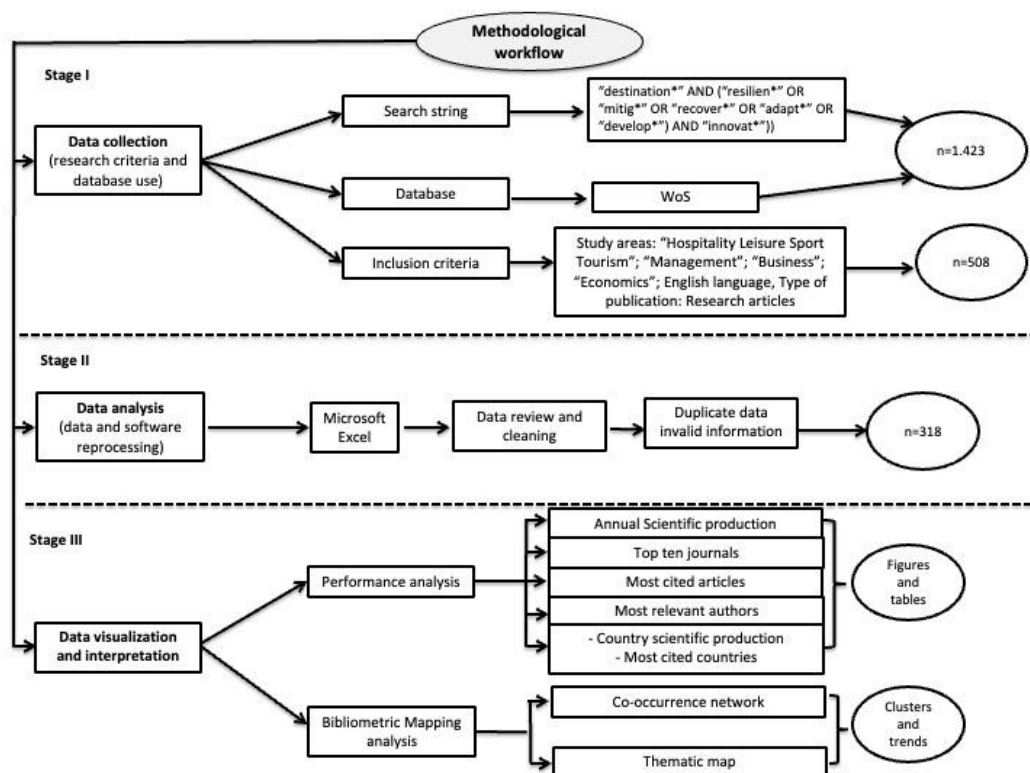 Methodological
workflow
Stage I
Search string
"destination*" AND ("resilien*" OR
"mitig*" OR "recover*" OR "adapt*" OR
"develop*") AND "innovat*"))
n=1.423
Data collection
(research criteria and
database use)
Database
WoS
Inclusion criteria
Study areas: "Hospitality Leisure Sport
Tourism"; "Management"; "Business";
"Economics"; English language, Type of
publication: Research articles
n=508
Stage II
Data analysis
(data and software
reprocessing)
Microsoft
Excel
Data review and
cleaning
Duplicate data
invalid information
n=318
Stage III
Performance analysis
Annual Scientific production
Top ten journals
Most cited articles
Most relevant authors
- Country scientific production
- Most cited countries
Figures
and
tables
Data visualization
and interpretation
Bibliometric Mapping
analysis
Co-occurrence network
Thematic map
Clusters
and
trends